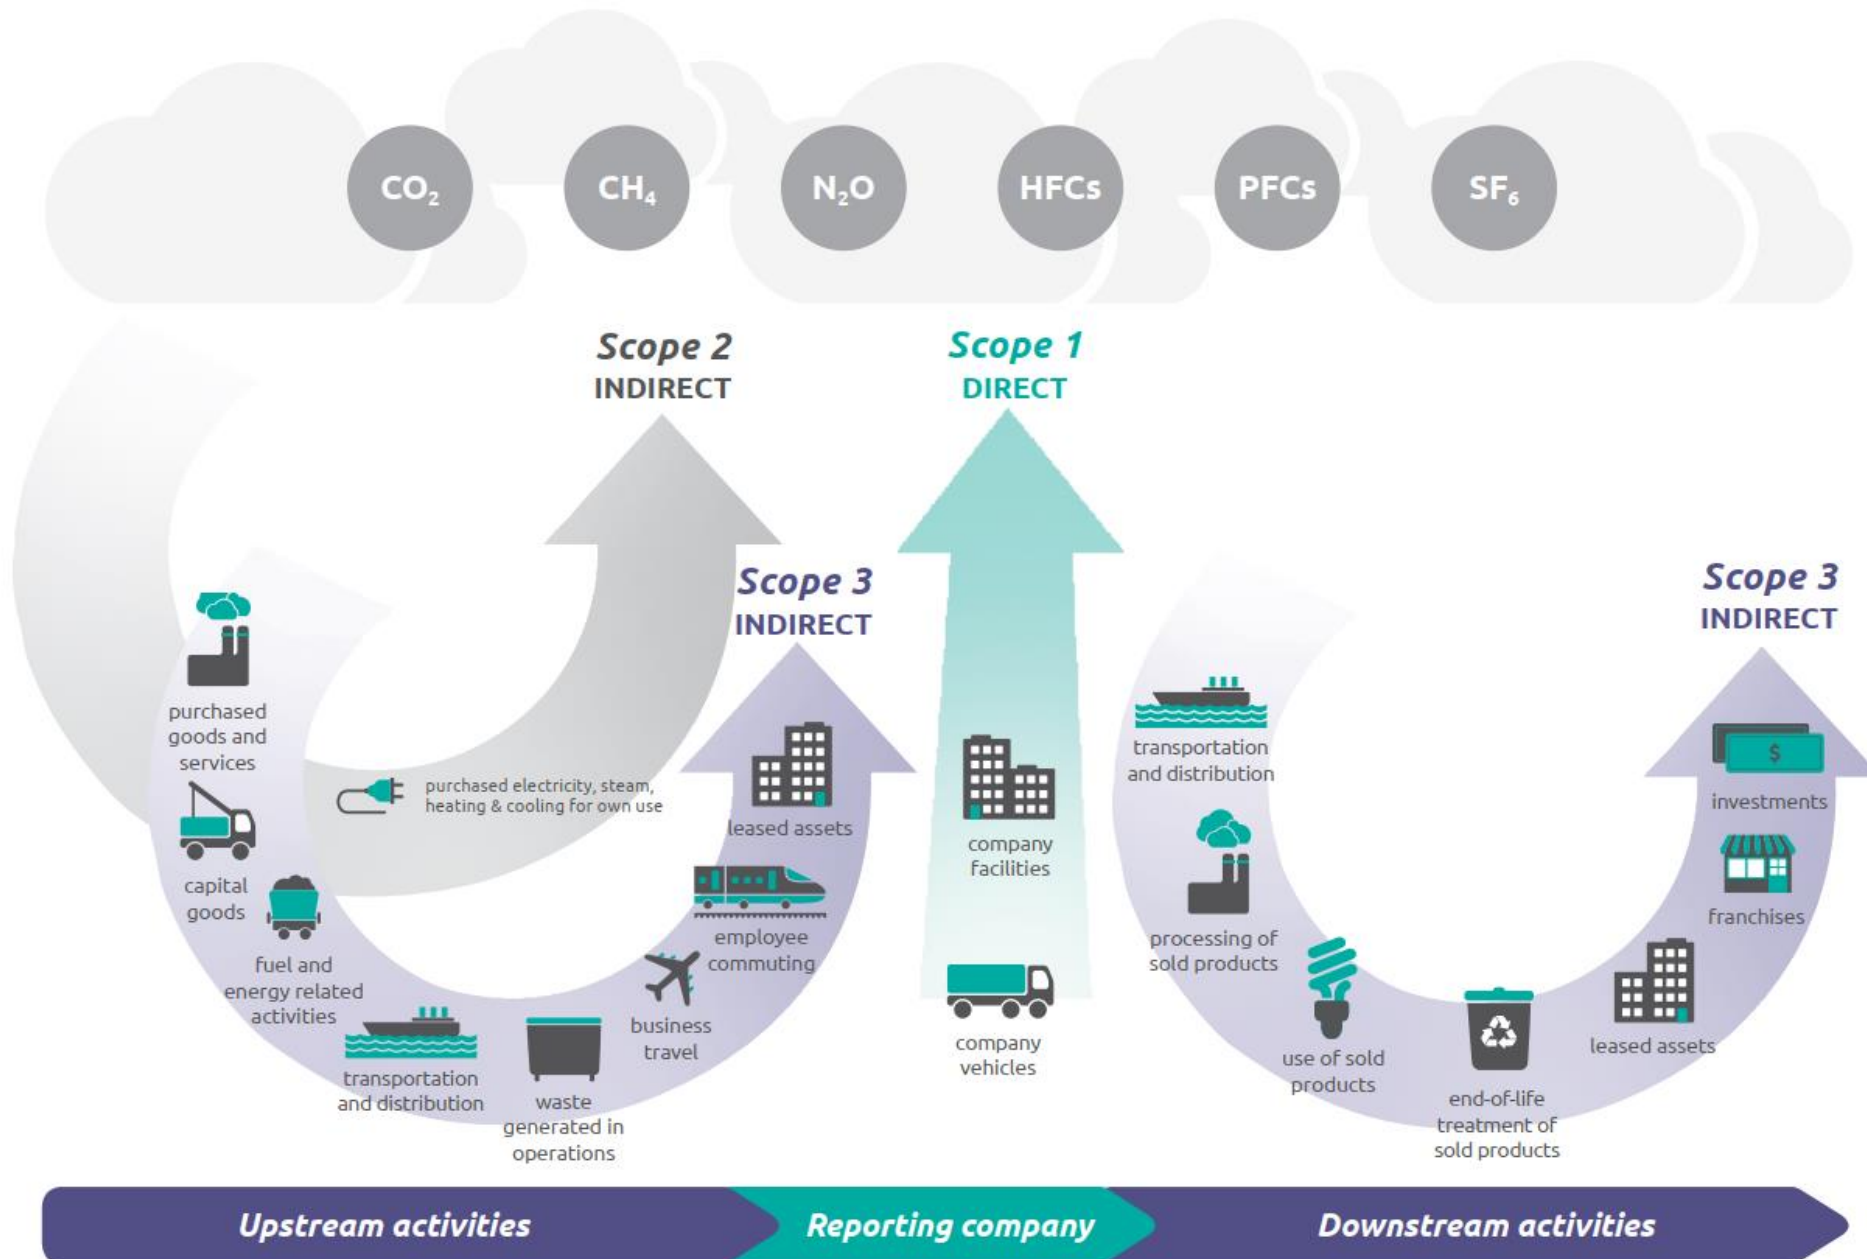 CO₂
CH₄
N₂O
HFCs
PFCs
SF₆
Scope 2
INDIRECT
Scope 1
DIRECT
Scope 3
INDIRECT
Scope 3
INDIRECT
purchased
goods and
services
capital
goods
fuel and
energy related
activities
transportation
and distribution
waste
generated in
operations
business
travel
employee
commuting
leased assets
purchased electricity, steam,
heating & cooling for own use
company
facilities
company
vehicles
transportation
and distribution
processing of
sold products
use of sold
products
end-of-life
treatment of
sold products
leased assets
franchises
$
investments
Upstream activities
Reporting company
Downstream activities